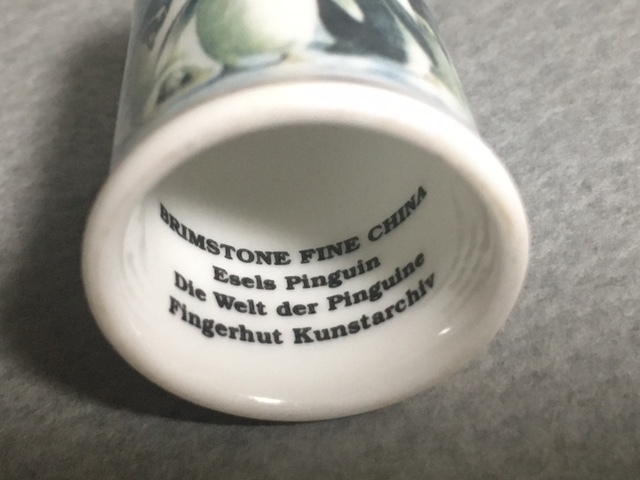 BRIMSTONE FINE CHINA
Esels Pinguin
Die Welt der Pinguine
Fingerhut Kunstarchiv